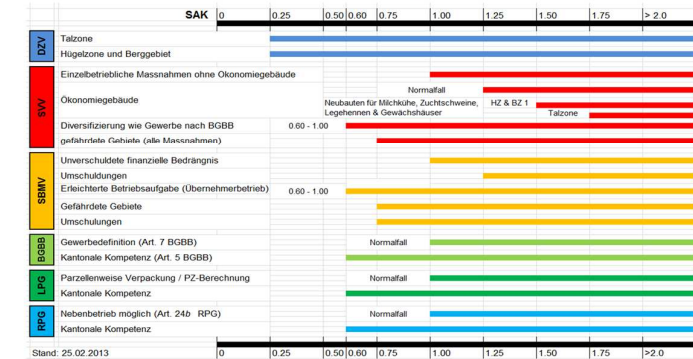 SAK 0 0.25 0.50 0.60 0.75 1.00 1.25 1.50 1.75 > 2.0
DZV
Talzone
Hügelzone und Berggebiet
SVV
Einzelbetriebliche Massnahmen ohne Ökonomiegebäude
Normalfall
Ökonomiegebäude
Neubauten für Milchkühe, Zuchtschweine, HZ & BZ 1
Legehennen & Gewächshäuser Talzone
Diversifizierung wie Gewerbe nach BGBB 0.60 - 1.00
gefährdete Gebiete (alle Massnahmen)
SBMV
Unverschuldete finanzielle Bedrängnis
Umschuldungen
Erleichterte Betriebsaufgabe (Übernehmerbetrieb) 0.60 - 1.00
Gefährdete Gebiete
Umschulungen
BGBB
Gewerbedefinition (Art. 7 BGBB) Normalfall
Kantonale Kompetenz (Art. 5 BGBB)
LPG
Parzellenweise Verpackung / PZ-Berechnung Normalfall
Kantonale Kompetenz
RPG
Nebenbetrieb möglich (Art. 24b RPG) Normalfall
Kantonale Kompetenz
Stand: 25.02.2013 0 0.25 0.50 0.60 0.75 1.00 1.25 1.50 1.75 >2.0